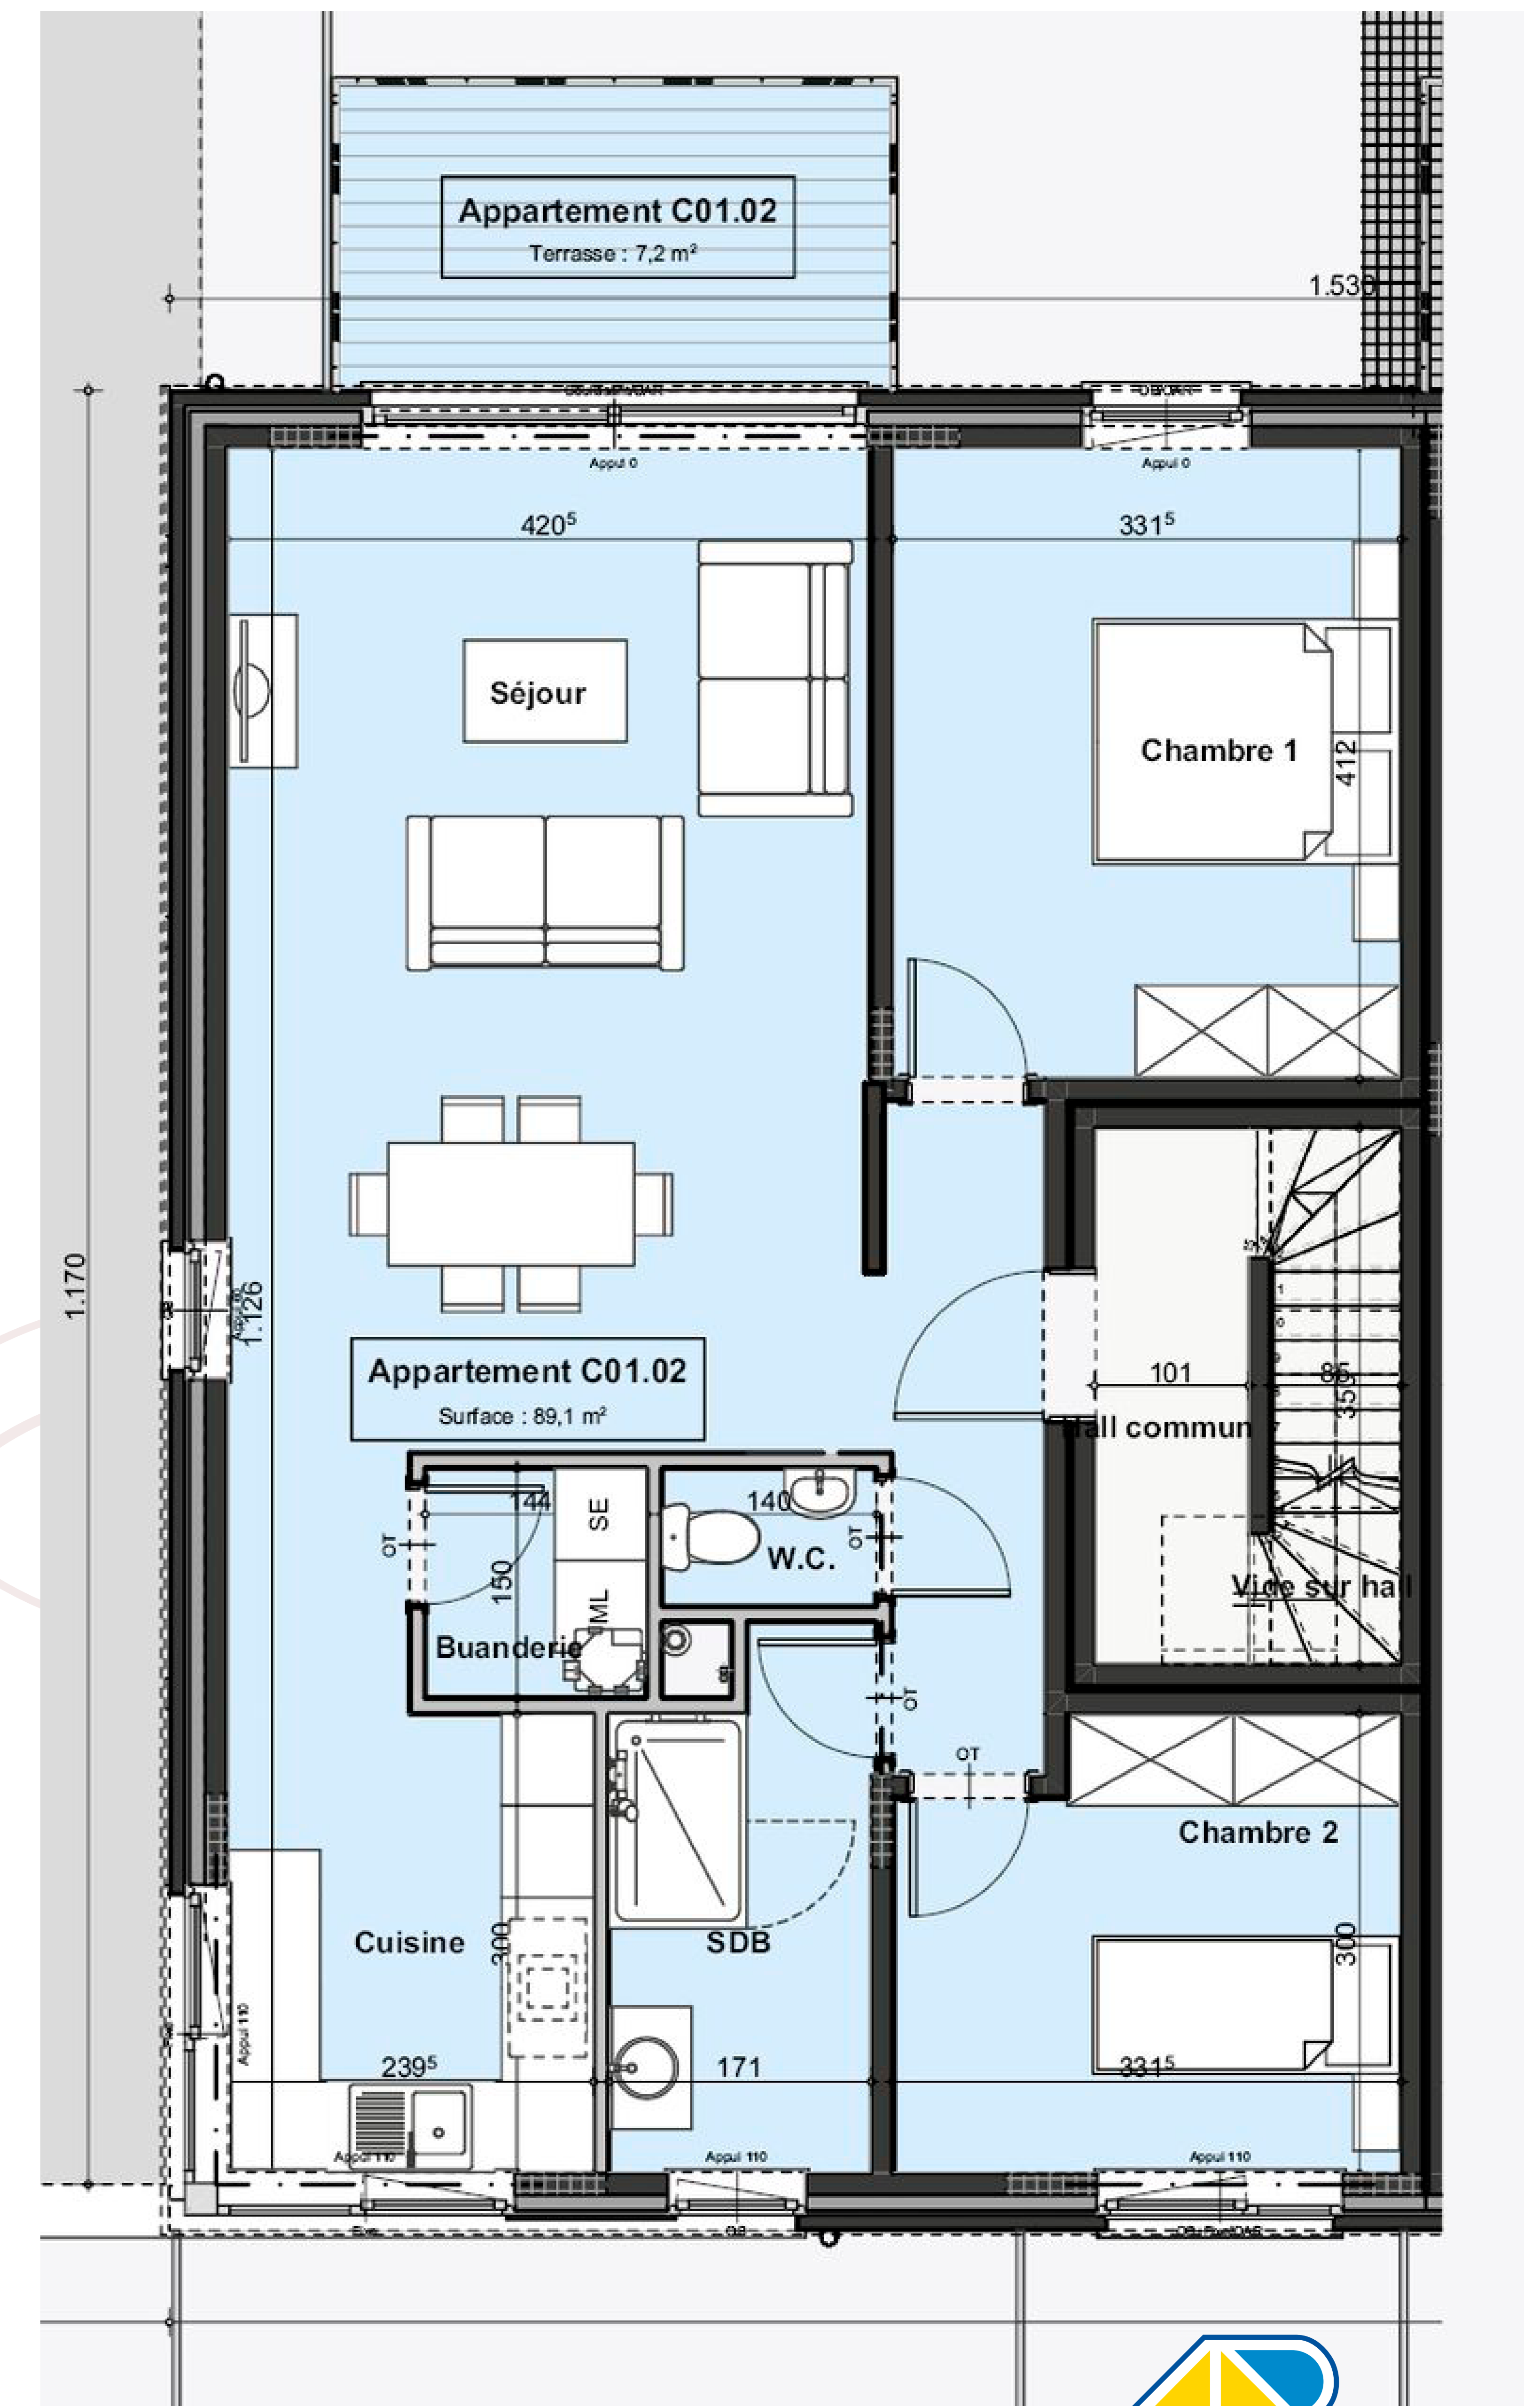 Appartement C01.02
Terrasse : 7,2 m²
1.530
Appui 0
Appui 0
420⁵
331⁵
Séjour
Chambre 1
412
1.170
1.126
Appartement C01.02
Surface : 89,1 m²
101
85
355
Hall commun
144
SE
140
OT
OT
W.C.
150
ML
Buanderie
Vide sur hall
OT
OT
Chambre 2
Cuisine
300
SDB
300
Appui 110
239⁵
171
331⁵
Appui 110
Appui 110
Appui 110
OB